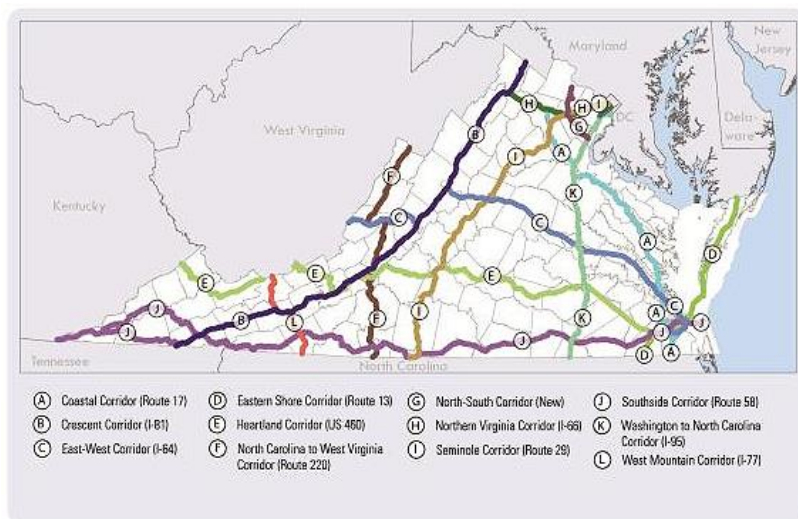 New
Jersey
Maryland
DC
Dela-
ware
West Virginia
Kentucky
Tennessee
North Carolina
H
H
I
G
B
A
I
F
K
C
C
A
D
E
E
E
C
A
J
B
L
E
I
K
J
J
J
J
D
A
A Coastal Corridor (Route 17)
B Crescent Corridor (I-81)
C East-West Corridor (I-64)
D Eastern Shore Corridor (Route 13)
E Heartland Corridor (US 460)
F North Carolina to West Virginia
Corridor (Route 220)
G North-South Corridor (New)
H Northern Virginia Corridor (I-66)
I Seminole Corridor (Route 29)
J Southside Corridor (Route 58)
K Washington to North Carolina
Corridor (I-95)
L West Mountain Corridor (I-77)